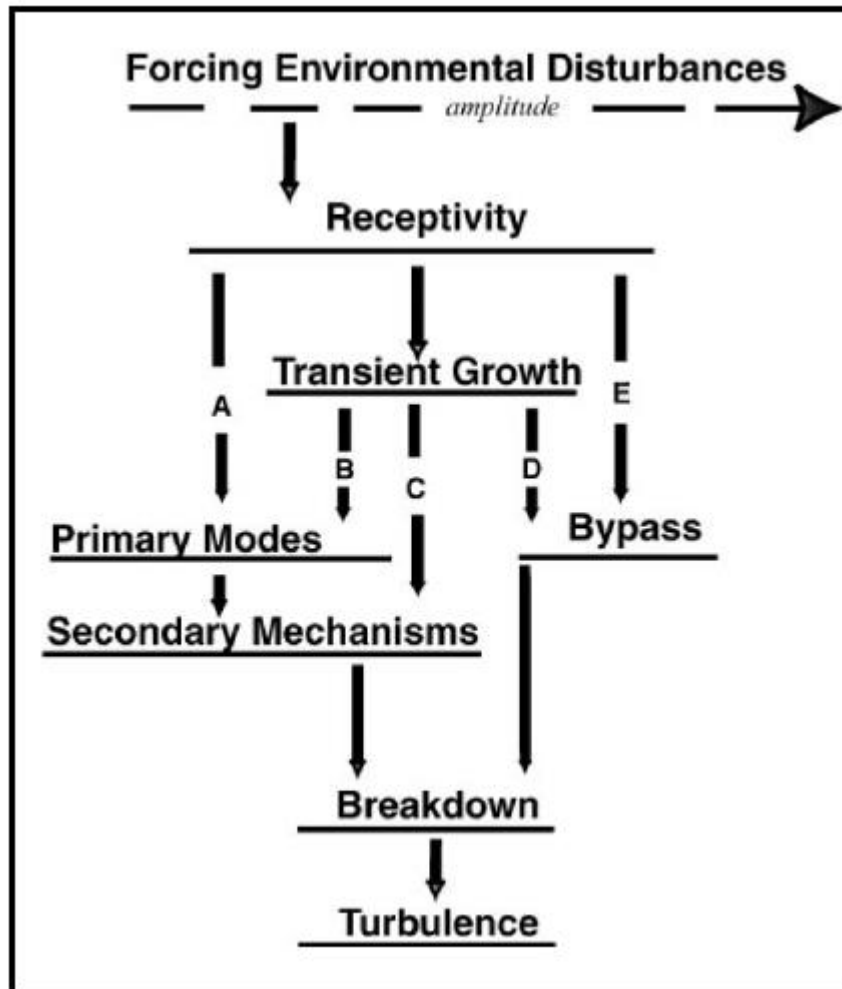 Forcing Environmental Disturbances
amplitude
Receptivity
Transient Growth
A
E
B
D
C
Primary Modes
Bypass
Secondary Mechanisms
Breakdown
Turbulence